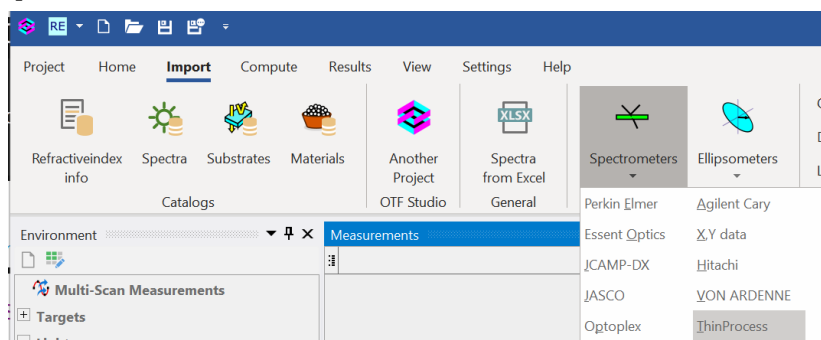 RE
Project Home Import Compute Results View Settings Help
XLSX
Refractiveindex info
Spectra
Substrates
Materials
Another Project
Spectra from Excel
Spectrometers
Ellipsometers
Catalogs
OTF Studio
General
Perkin Elmer
Agilent Cary
Essent Optics
X,Y data
JCAMP-DX
Hitachi
JASCO
VON ARDENNE
Optoplex
ThinProcess
Environment
Measurements
Multi-Scan Measurements
Targets